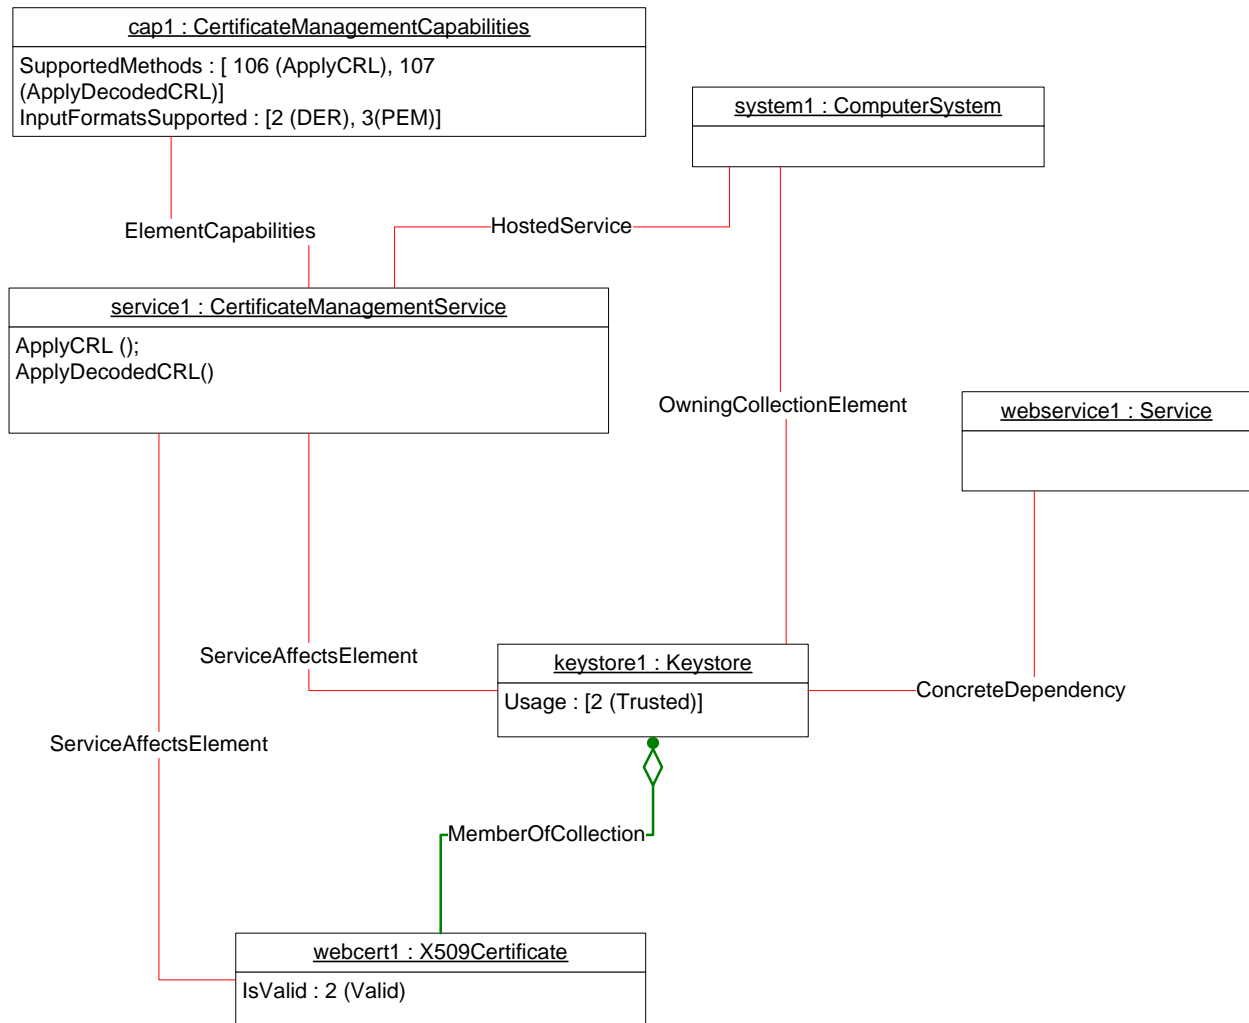 cap1 : CertificateManagementCapabilities
SupportedMethods : [ 106 (ApplyCRL), 107
(ApplyDecodedCRL)]
InputFormatsSupported : [2 (DER), 3(PEM)]
system1 : ComputerSystem
ElementCapabilities
HostedService
service1 : CertificateManagementService
ApplyCRL ();
ApplyDecodedCRL()
OwningCollectionElement
webservice1 : Service
ServiceAffectsElement
keystore1 : Keystore
Usage : [2 (Trusted)]
ConcreteDependency
ServiceAffectsElement
MemberOfCollection
webcert1 : X509Certificate
IsValid : 2 (Valid)